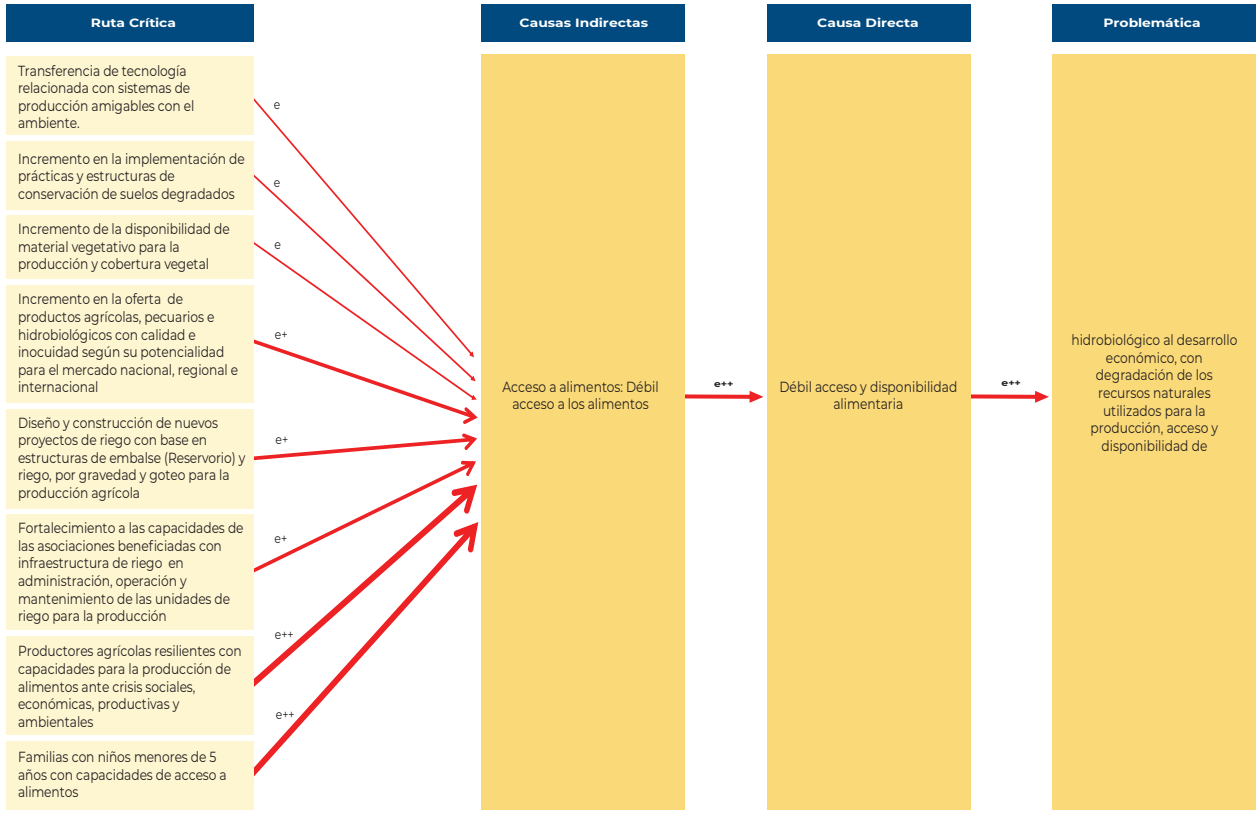 Ruta Crítica
Causas Indirectas
Causa Directa
Problemática
Transferencia de tecnología
relacionada con sistemas de
producción amigables con el
ambiente.
e
Incremento en la implementación de
prácticas y estructuras de
conservación de suelos degradados
e
Incremento de la disponibilidad de
material vegetativo para la
producción y cobertura vegetal
e
Incremento en la oferta de
productos agrícolas, pecuarios e
hidrobiológicos con calidad e
inocuidad según su potencialidad
para el mercado nacional, regional e
internacional
e+
Diseño y construcción de nuevos
proyectos de riego con base en
estructuras de embalse (Reservorio) y
riego, por gravedad y goteo para la
producción agrícola
e+
Fortalecimiento a las capacidades de
las asociaciones beneficiadas con
infraestructura de riego en
administración, operación y
mantenimiento de las unidades de
riego para la producción
e+
Productores agrícolas resilientes con
capacidades para la producción de
alimentos ante crisis sociales,
económicas, productivas y
ambientales
e++
Familias con niños menores de 5
años con capacidades de acceso a
alimentos
e++
Acceso a alimentos: Débil
acceso a los alimentos
e++
Débil acceso y disponibilidad
alimentaria
e++
hidrobiológico al desarrollo
económico, con
degradación de los
recursos naturales
utilizados para la
producción, acceso y
disponibilidad de